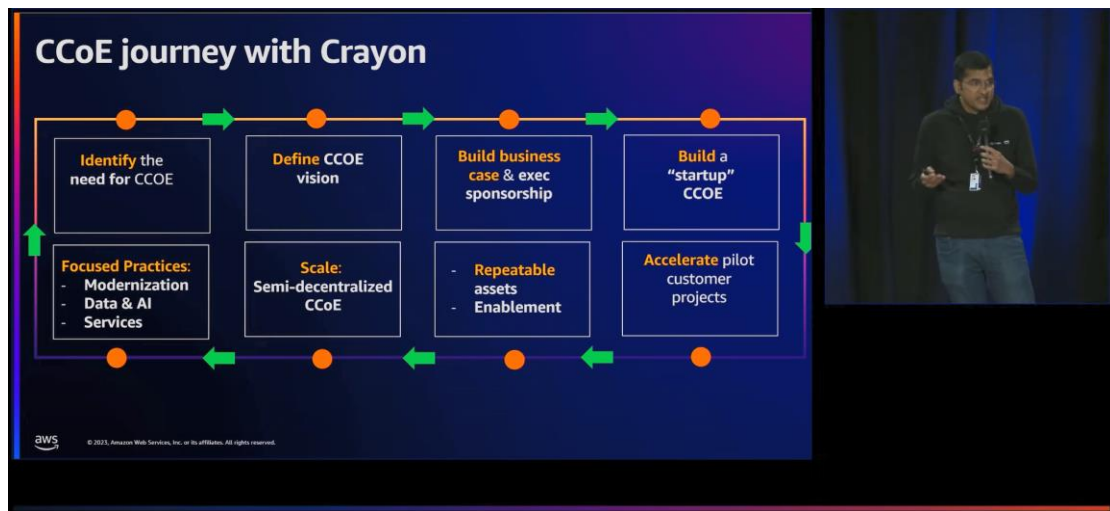 CCoE journey with Crayon
Identify the
need for CCOE
Define CCOE
vision
Build business
case & exec
sponsorship
Build a
“startup”
CCOE
Focused Practices:
- Modernization
- Data & AI
- Services
Scale:
Semi-decentralized
CCoE
- Repeatable
assets
- Enablement
Accelerate pilot
customer
projects
aws
© 2023, Amazon Web Services, Inc. or its affiliates. All rights reserved.